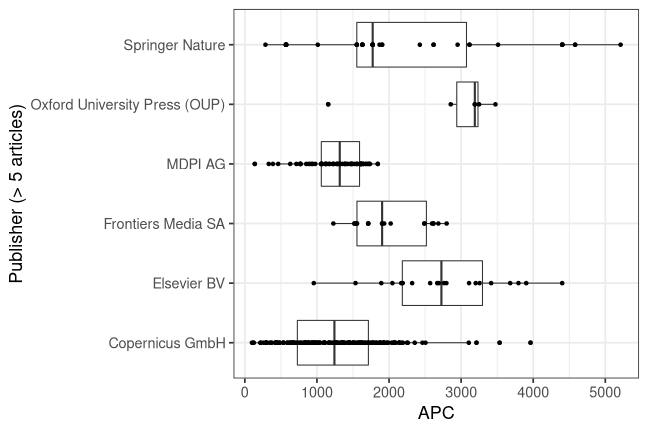 Publisher (> 5 articles)
Springer Nature
Oxford University Press (OUP)
MDPI AG
Frontiers Media SA
Elsevier BV
Copernicus GmbH
0 1000 2000 3000 4000 5000
APC